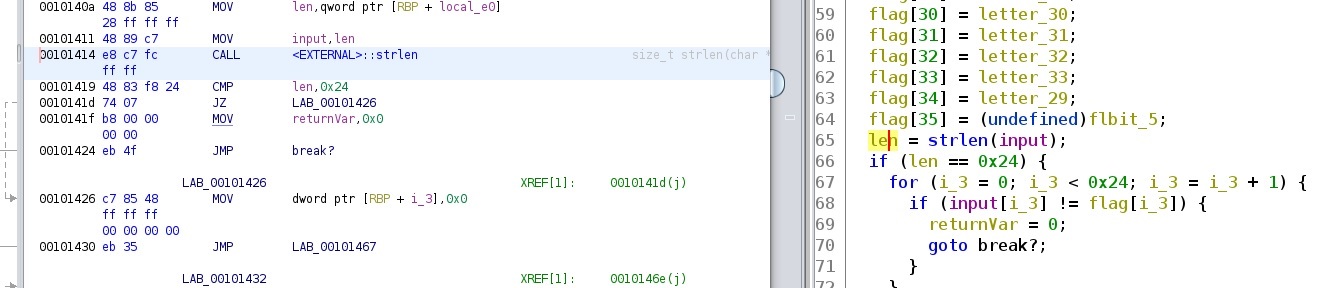 0010140a 48 8b 85 MOV len,qword ptr [RBP + local_e0]
28 ff ff ff
00101411 48 89 c7 MOV input,len
00101414 e8 c7 fc CALL <EXTERNAL>::strlen size_t strlen(char *
ff ff
00101419 48 83 f8 24 CMP len,0x24
0010141d 74 07 JZ LAB_00101426
0010141f b8 00 00 MOV returnVar,0x0
00 00
00101424 eb 4f JMP break?
LAB_00101426 XREF[1]: 0010141d(j)
00101426 c7 85 48 MOV dword ptr [RBP + i_3],0x0
ff ff ff
00 00 00 00
00101430 eb 35 JMP LAB_00101467
LAB_00101432 XREF[1]: 0010146e(j)
59 flag[30] = letter_30;
60 flag[31] = letter_31;
61 flag[32] = letter_32;
62 flag[33] = letter_33;
63 flag[34] = letter_29;
64 flag[35] = (undefined)flbit_5;
65 len = strlen(input);
66 if (len == 0x24) {
67 for (i_3 = 0; i_3 < 0x24; i_3 = i_3 + 1) {
68 if (input[i_3] != flag[i_3]) {
69 returnVar = 0;
70 goto break?;
71 }
72 }